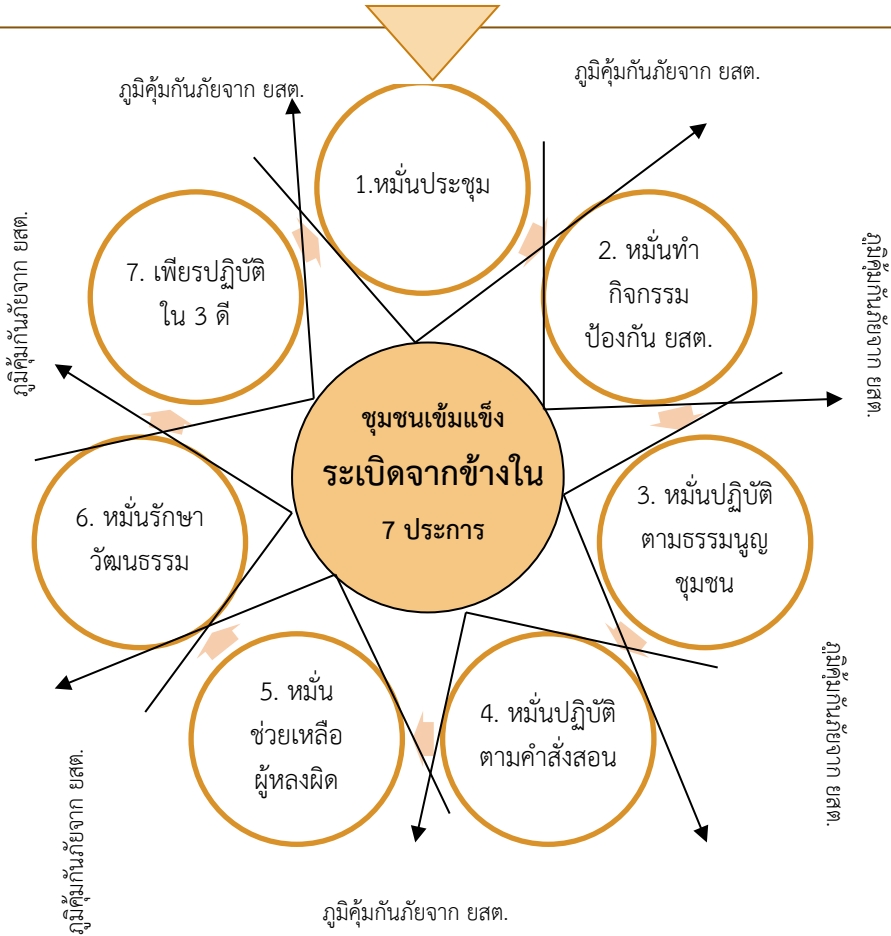 ภูมิคุ้มกันภัยจาก ยสต.
ภูมิคุ้มกันภัยจาก ยสต.
1.หมั่นประชุม
2. หมั่นทำ
กิจกรรม
ป้องกัน ยสต.
7. เพียรปฏิบัติ
ใน 3 ดี
ภูมิคุ้มกันภัยจาก ยสต.
ภูมิคุ้มกันภัยจาก ยสต.
ชุมชนเข้มแข็ง
ระเบิดจากข้างใน
7 ประการ
3. หมั่นปฏิบัติ
ตามธรรมนูญ
ชุมชน
6. หมั่นรักษา
วัฒนธรรม
5. หมั่น
ช่วยเหลือ
ผู้หลงผิด
4. หมั่นปฏิบัติ
ตามคำสั่งสอน
ภูมิคุ้มกันภัยจาก ยสต.
ภูมิคุ้มกันภัยจาก ยสต.
ภูมิคุ้มกันภัยจาก ยสต.